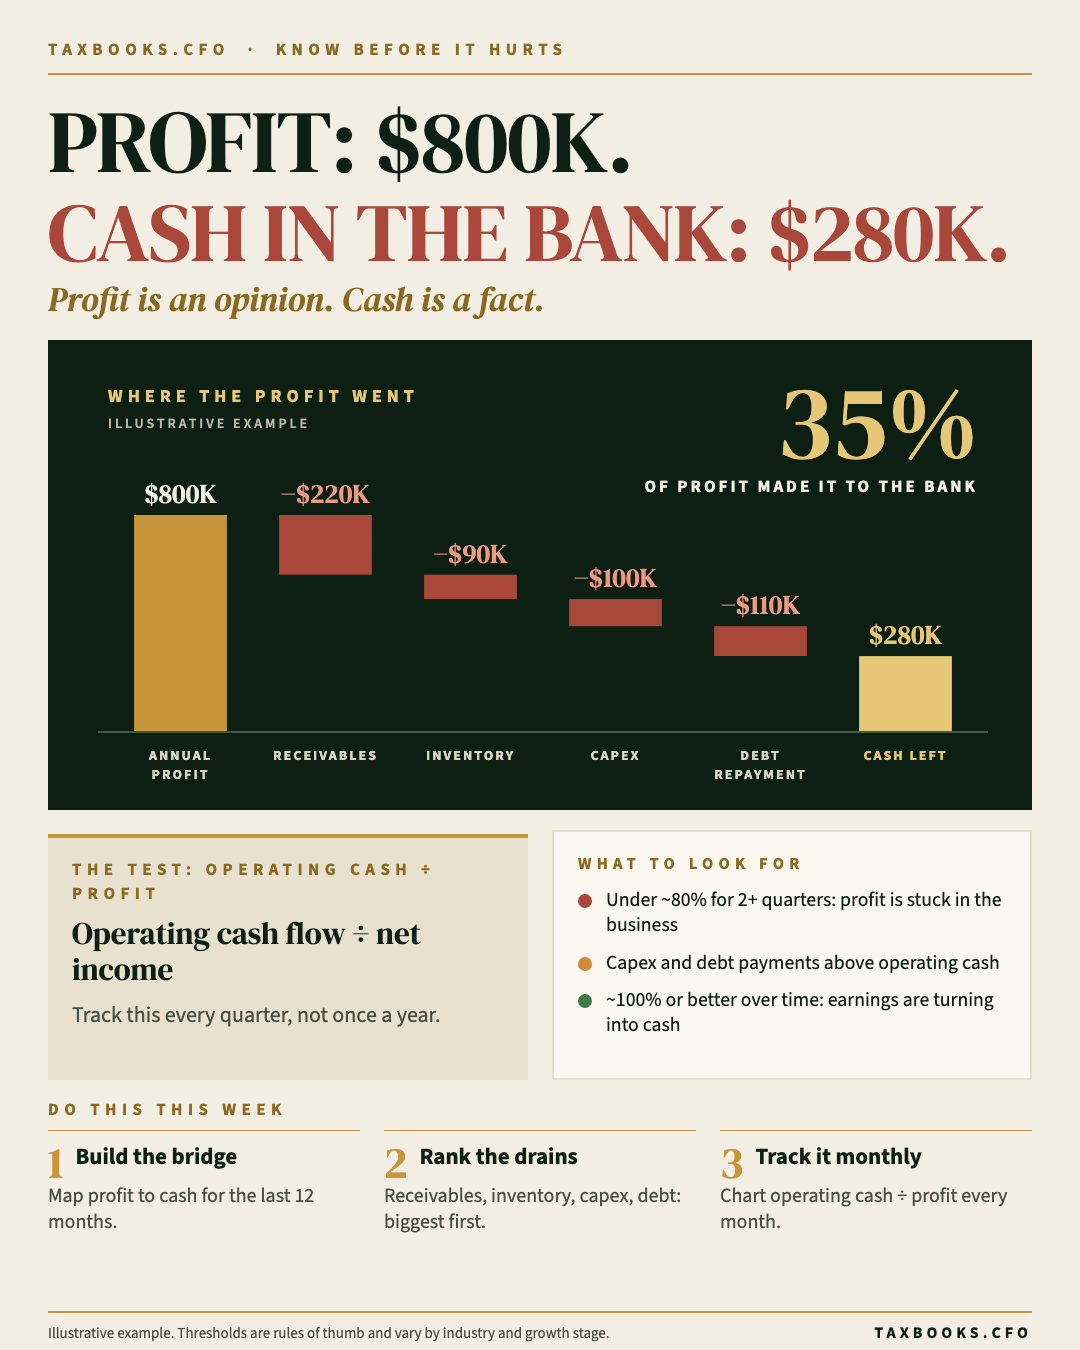 TAXBOOKS.CFO · KNOW BEFORE IT HURTS
PROFIT: $800K.
CASH IN THE BANK: $280K.
Profit is an opinion. Cash is a fact.
WHERE THE PROFIT WENT
ILLUSTRATIVE EXAMPLE
35%
OF PROFIT MADE IT TO THE BANK
$800K
−$220K
−$90K
−$100K
−$110K
$280K
ANNUAL
PROFIT
RECEIVABLES
INVENTORY
CAPEX
DEBT
REPAYMENT
CASH LEFT
THE TEST: OPERATING CASH ÷
PROFIT
Operating cash flow ÷ net
income
Track this every quarter, not once a year.
WHAT TO LOOK FOR
Under ~80% for 2+ quarters: profit is stuck in the
business
Capex and debt payments above operating cash
~100% or better over time: earnings are turning
into cash
DO THIS THIS WEEK
1 Build the bridge
Map profit to cash for the last 12
months.
2 Rank the drains
Receivables, inventory, capex, debt:
biggest first.
3 Track it monthly
Chart operating cash ÷ profit every
month.
Illustrative example. Thresholds are rules of thumb and vary by industry and growth stage.
TAXBOOKS.CFO